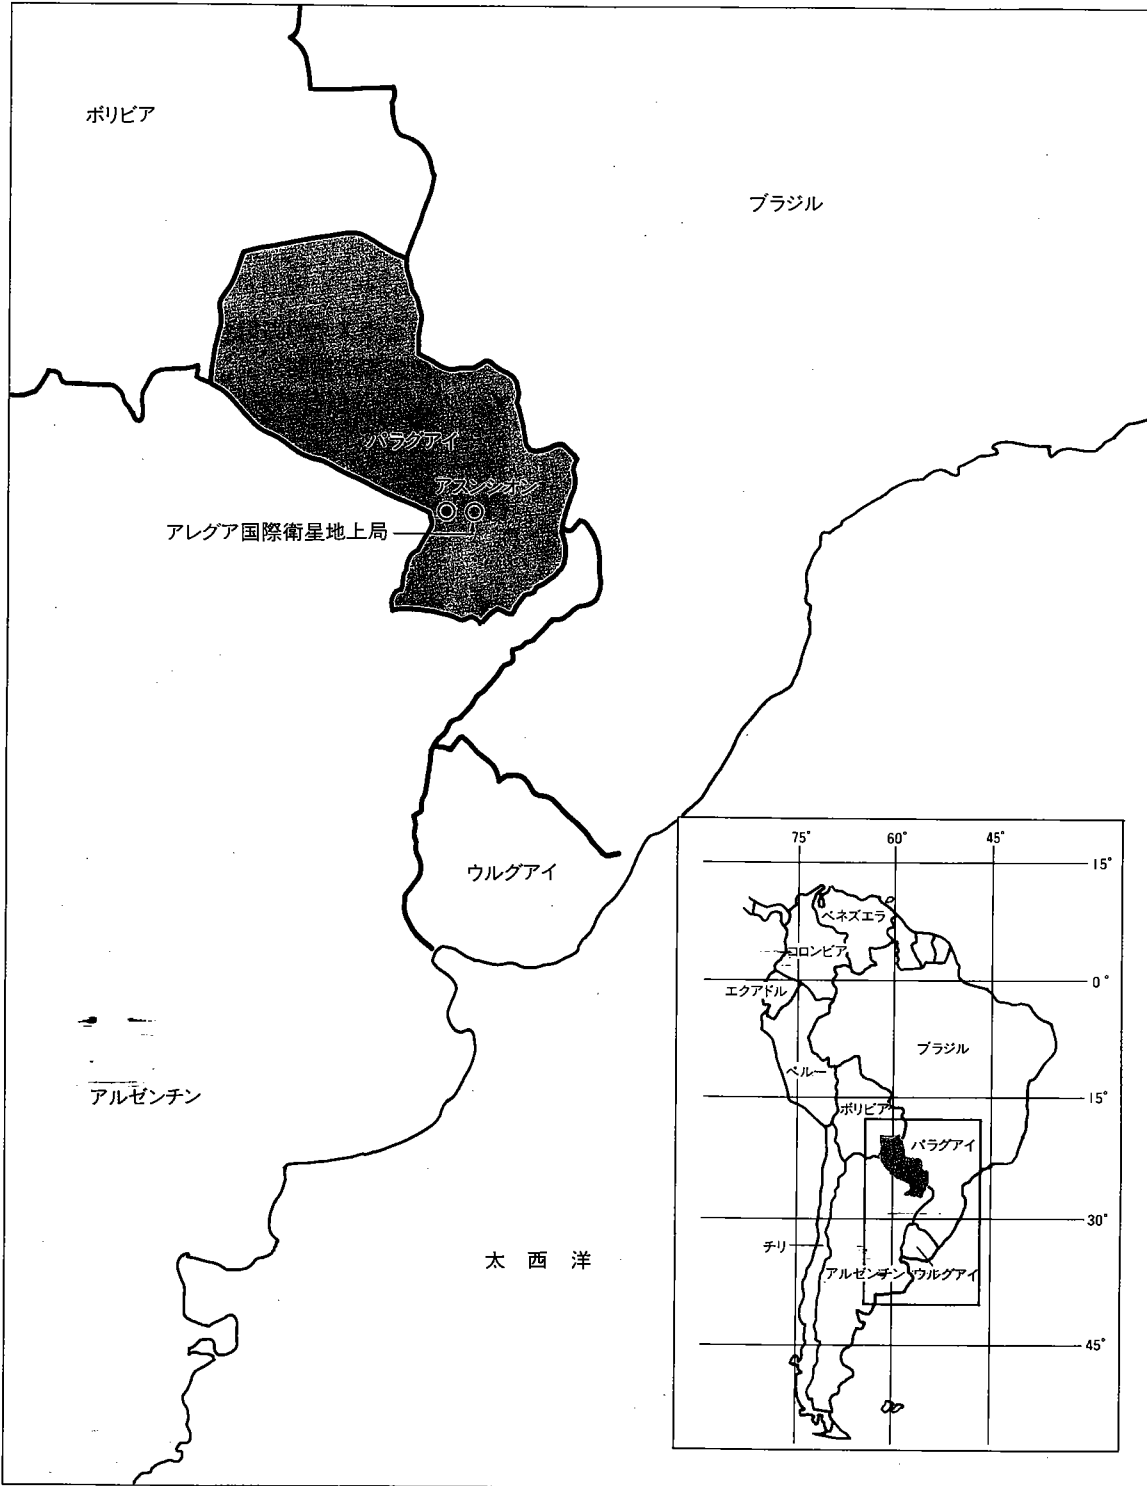 ボリビア
ブラジル
パラグアイ
アスンシオン
アレグア国際衛星地上局
ウルグアイ
アルゼンチン
太 西 洋
75° 60° 45°
15°
ベネズエラ
コロンビア
0°
エクアドル
ブラジル
ペルー
15°
ボリビア
パラグアイ
30°
チリ
アルゼンチン ウルグアイ
45°